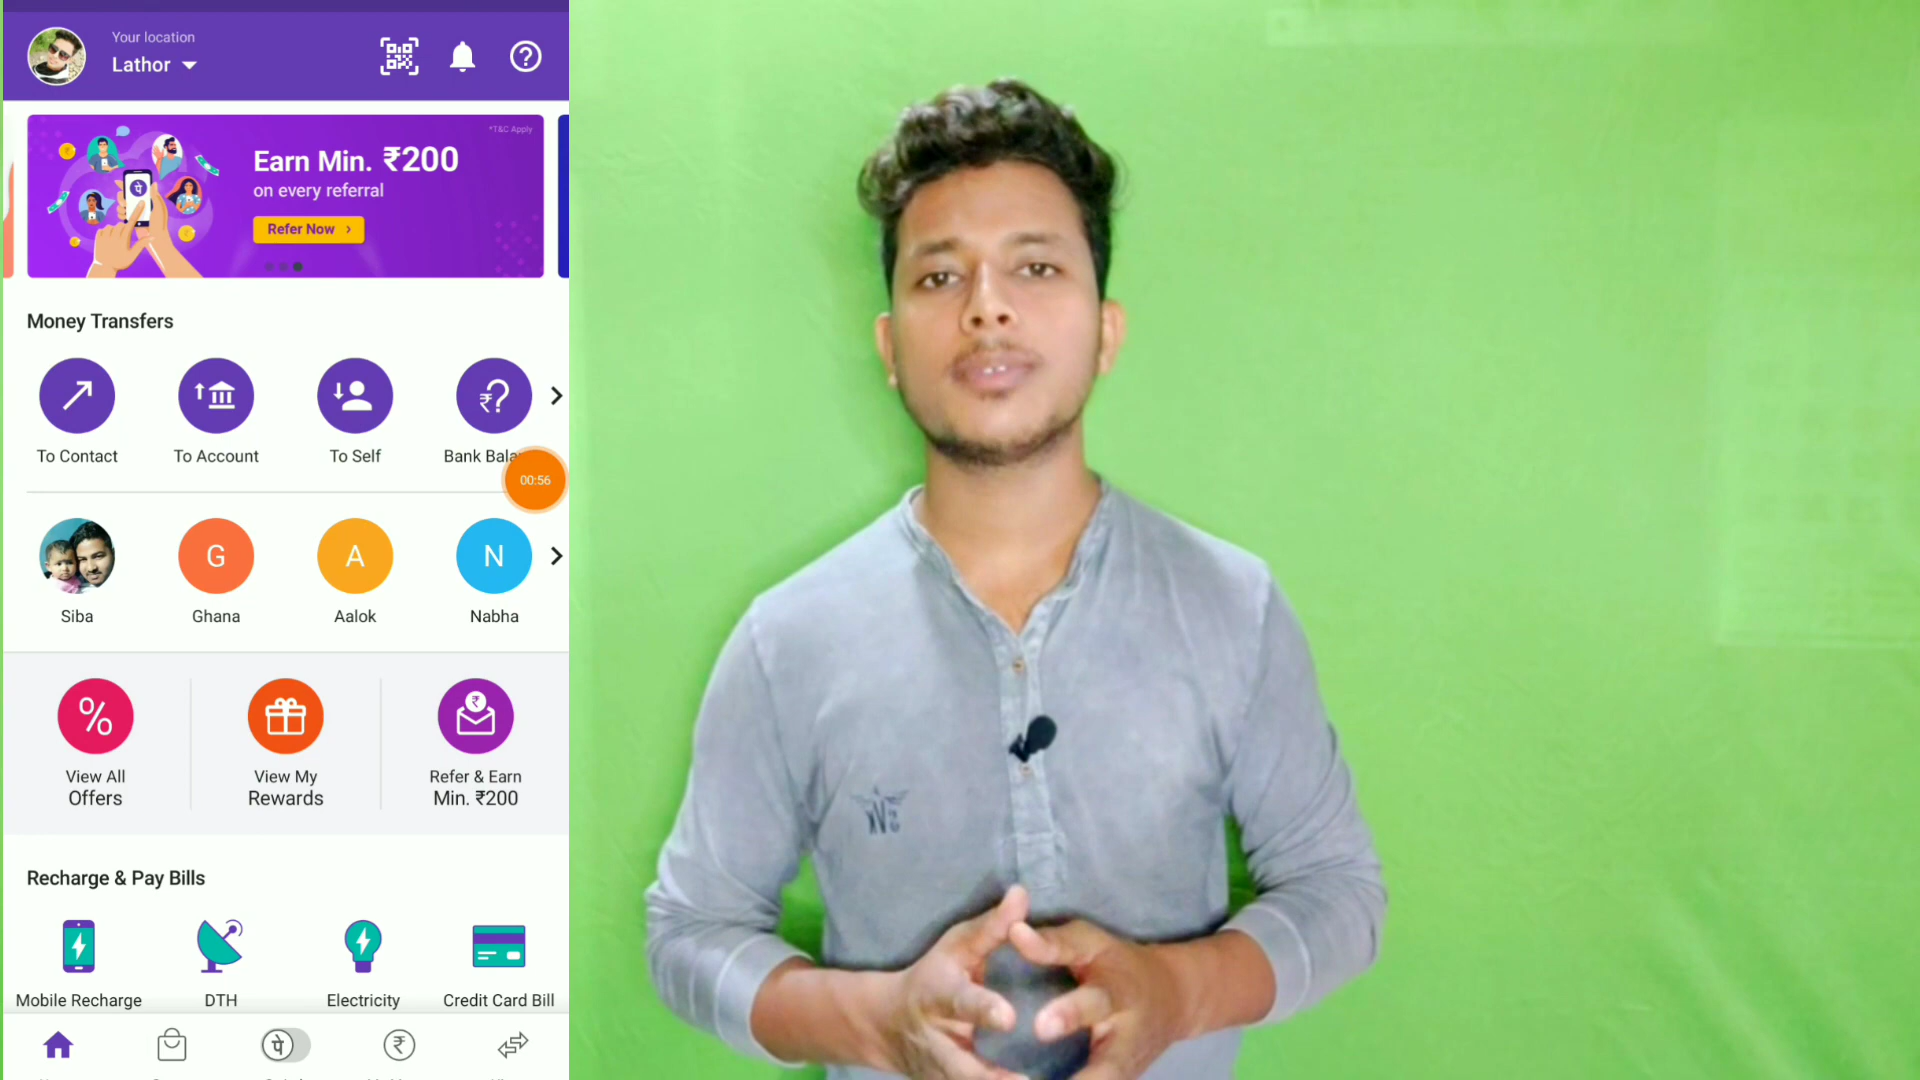 Your location
Lathor
*T&C Apply
Earn Min. ₹200
on every referral
Refer Now
पे
Money Transfers
To Contact
To Account
To Self
Bank Bala
00:56
G
A
N
Siba
Ghana
Aalok
Nabha
View All
Offers
View My
Rewards
Refer & Earn
Min. ₹200
Recharge & Pay Bills
Mobile Recharge
DTH
Electricity
Credit Card Bill
पे